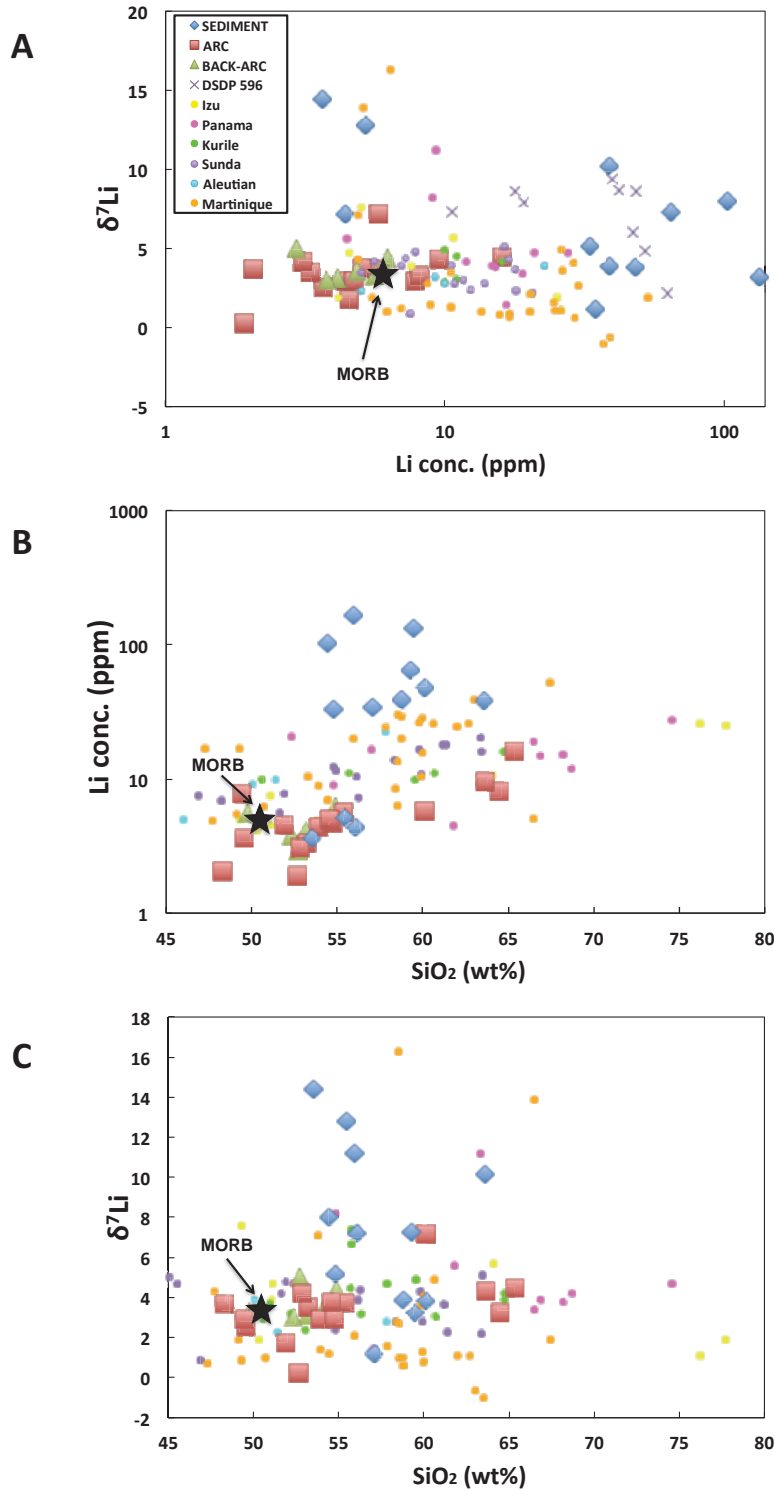 A
20
15
10
5
0
-5
δ⁷Li
SEDIMENT
ARC
BACK-ARC
DSDP 596
Izu
Panama
Kurile
Sunda
Aleutian
Martinique
MORB
1 10 100
Li conc. (ppm)
B
1000
100
10
1
Li conc. (ppm)
MORB
45 50 55 60 65 70 75 80
SiO₂ (wt%)
C
18
16
14
12
10
8
6
4
2
0
-2
δ⁷Li
MORB
45 50 55 60 65 70 75 80
SiO₂ (wt%)